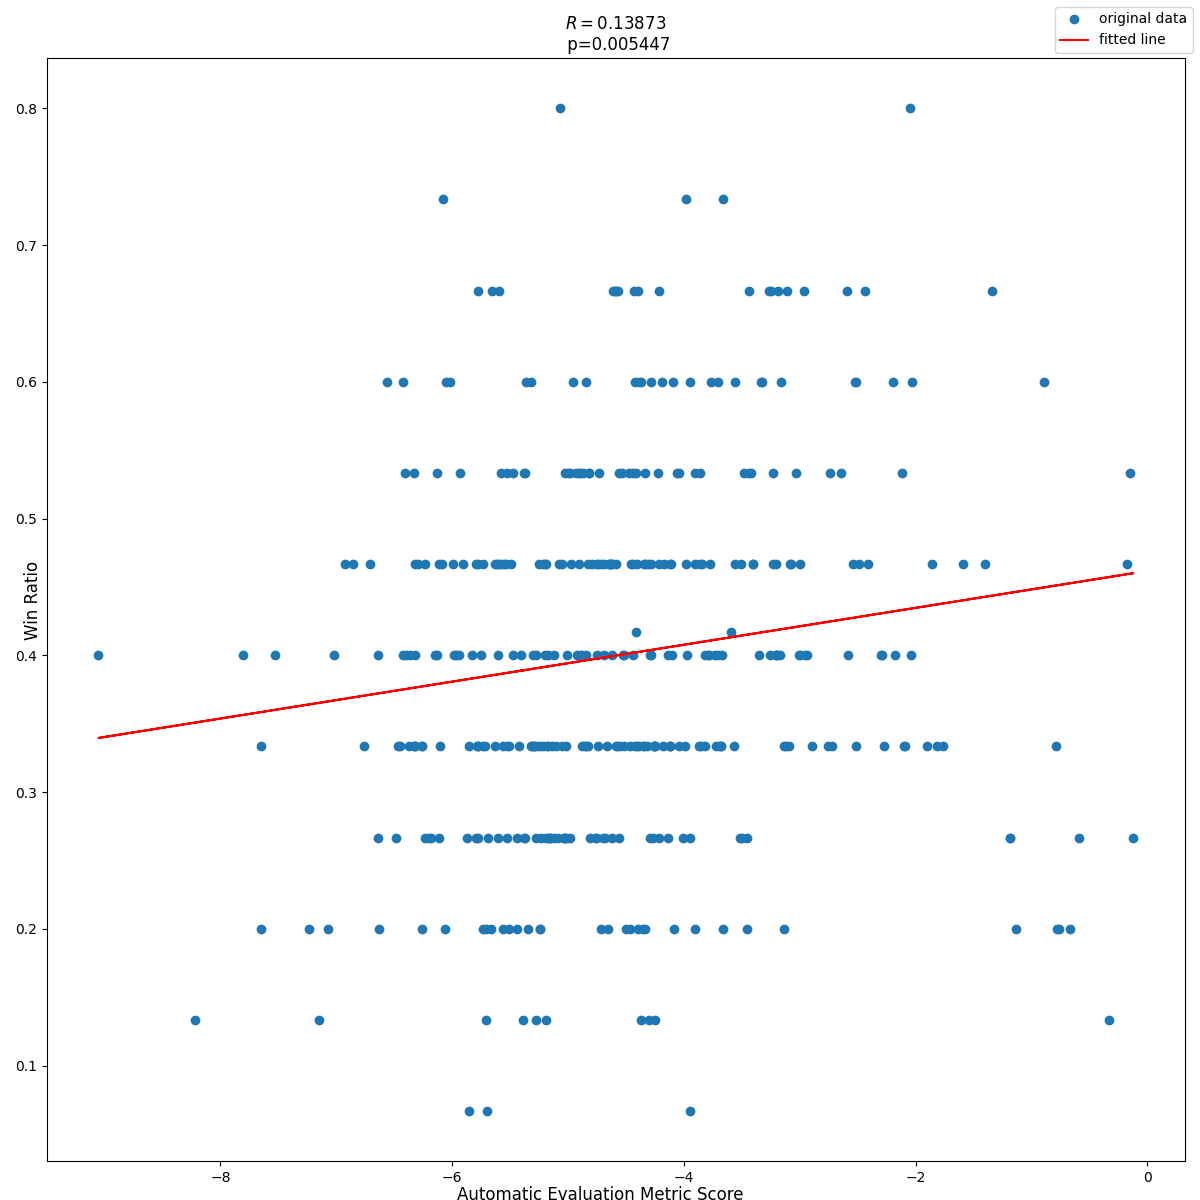 R = 0.13873
p=0.005447
original data
fitted line
0.8
0.7
0.6
0.5
0.4
0.3
0.2
0.1
Win Ratio
−8
−6
−4
−2
0
Automatic Evaluation Metric Score